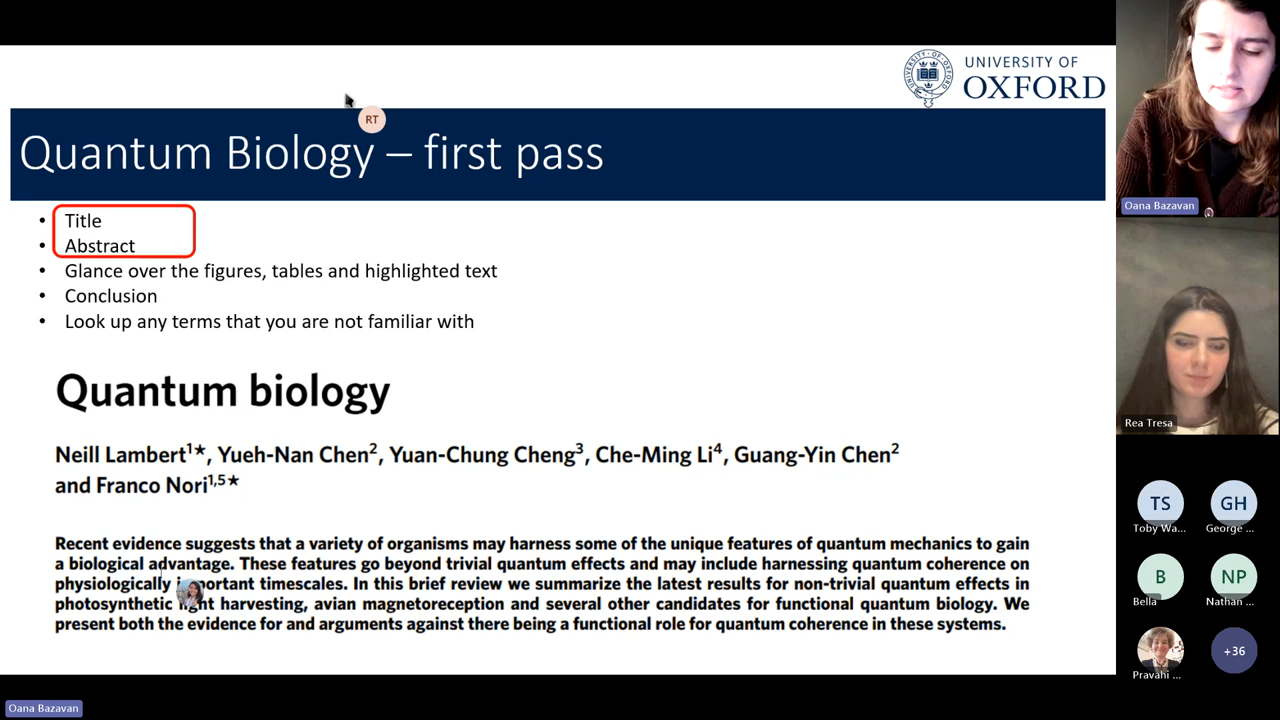 UNIVERSITY OF
OXFORD
RT
Quantum Biology – first pass
• Title
• Abstract
• Glance over the figures, tables and highlighted text
• Conclusion
• Look up any terms that you are not familiar with
Quantum biology
Neill Lambert1★, Yueh-Nan Chen2, Yuan-Chung Cheng3, Che-Ming Li4, Guang-Yin Chen2
and Franco Nori1,5★
Recent evidence suggests that a variety of organisms may harness some of the unique features of quantum mechanics to gain
a biological advantage. These features go beyond trivial quantum effects and may include harnessing quantum coherence on
physiologically important timescales. In this brief review we summarize the latest results for non-trivial quantum effects in
photosynthetic light harvesting, avian magnetoreception and several other candidates for functional quantum biology. We
present both the evidence for and arguments against there being a functional role for quantum coherence in these systems.
Oana Bazavan
Oana Bazavan
Rea Tresa
TS
GH
Toby Wa...
George ...
B
NP
Bella
Nathan ...
+36
Pravahi ...